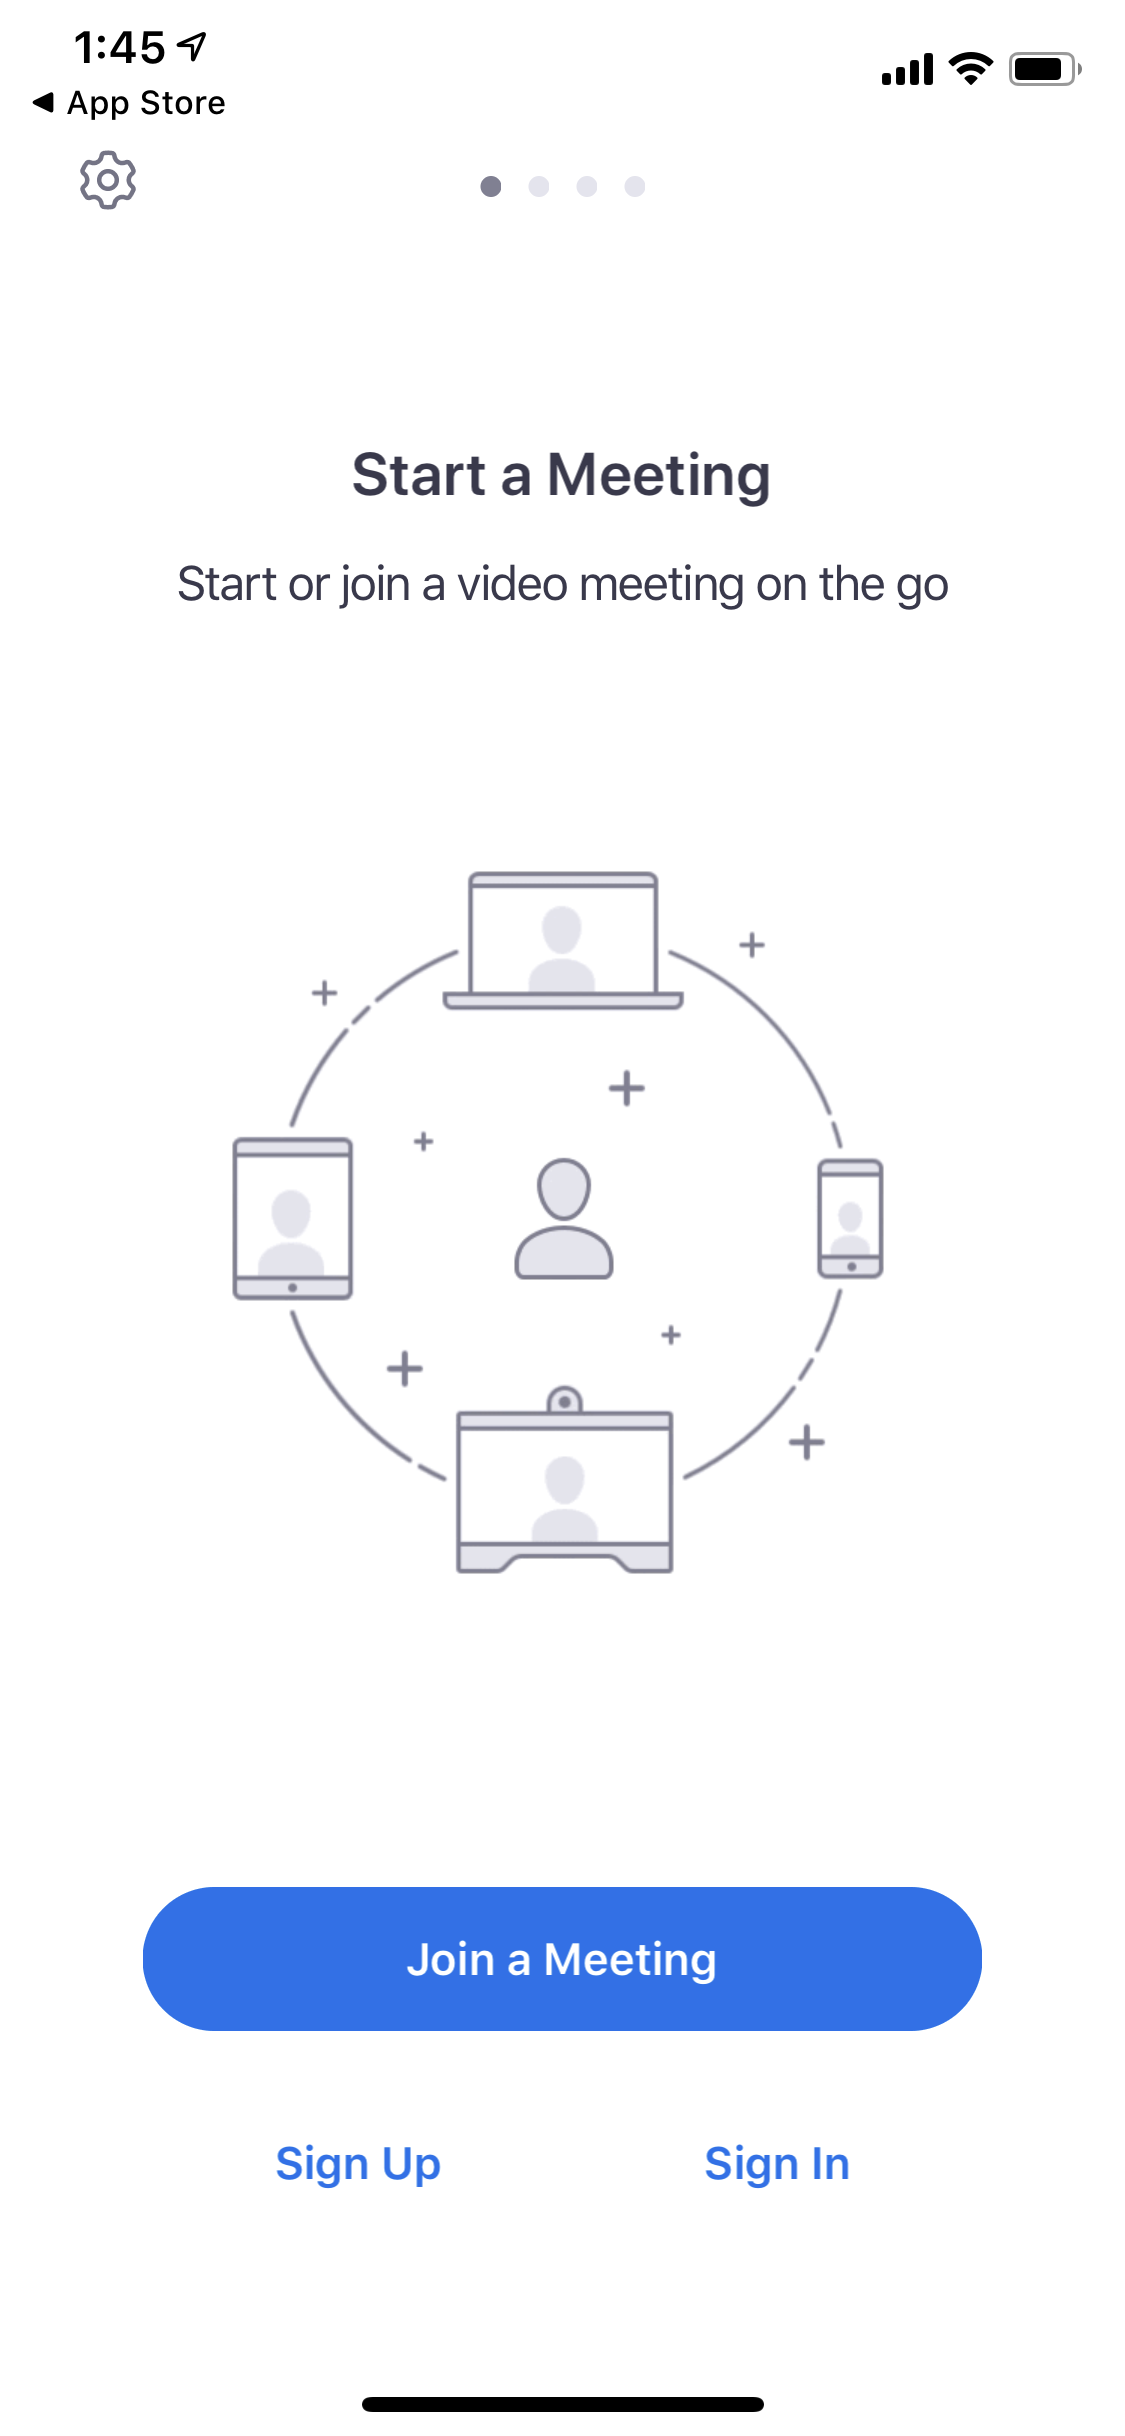 1:45
App Store
Start a Meeting
Start or join a video meeting on the go
Join a Meeting
Sign Up
Sign In